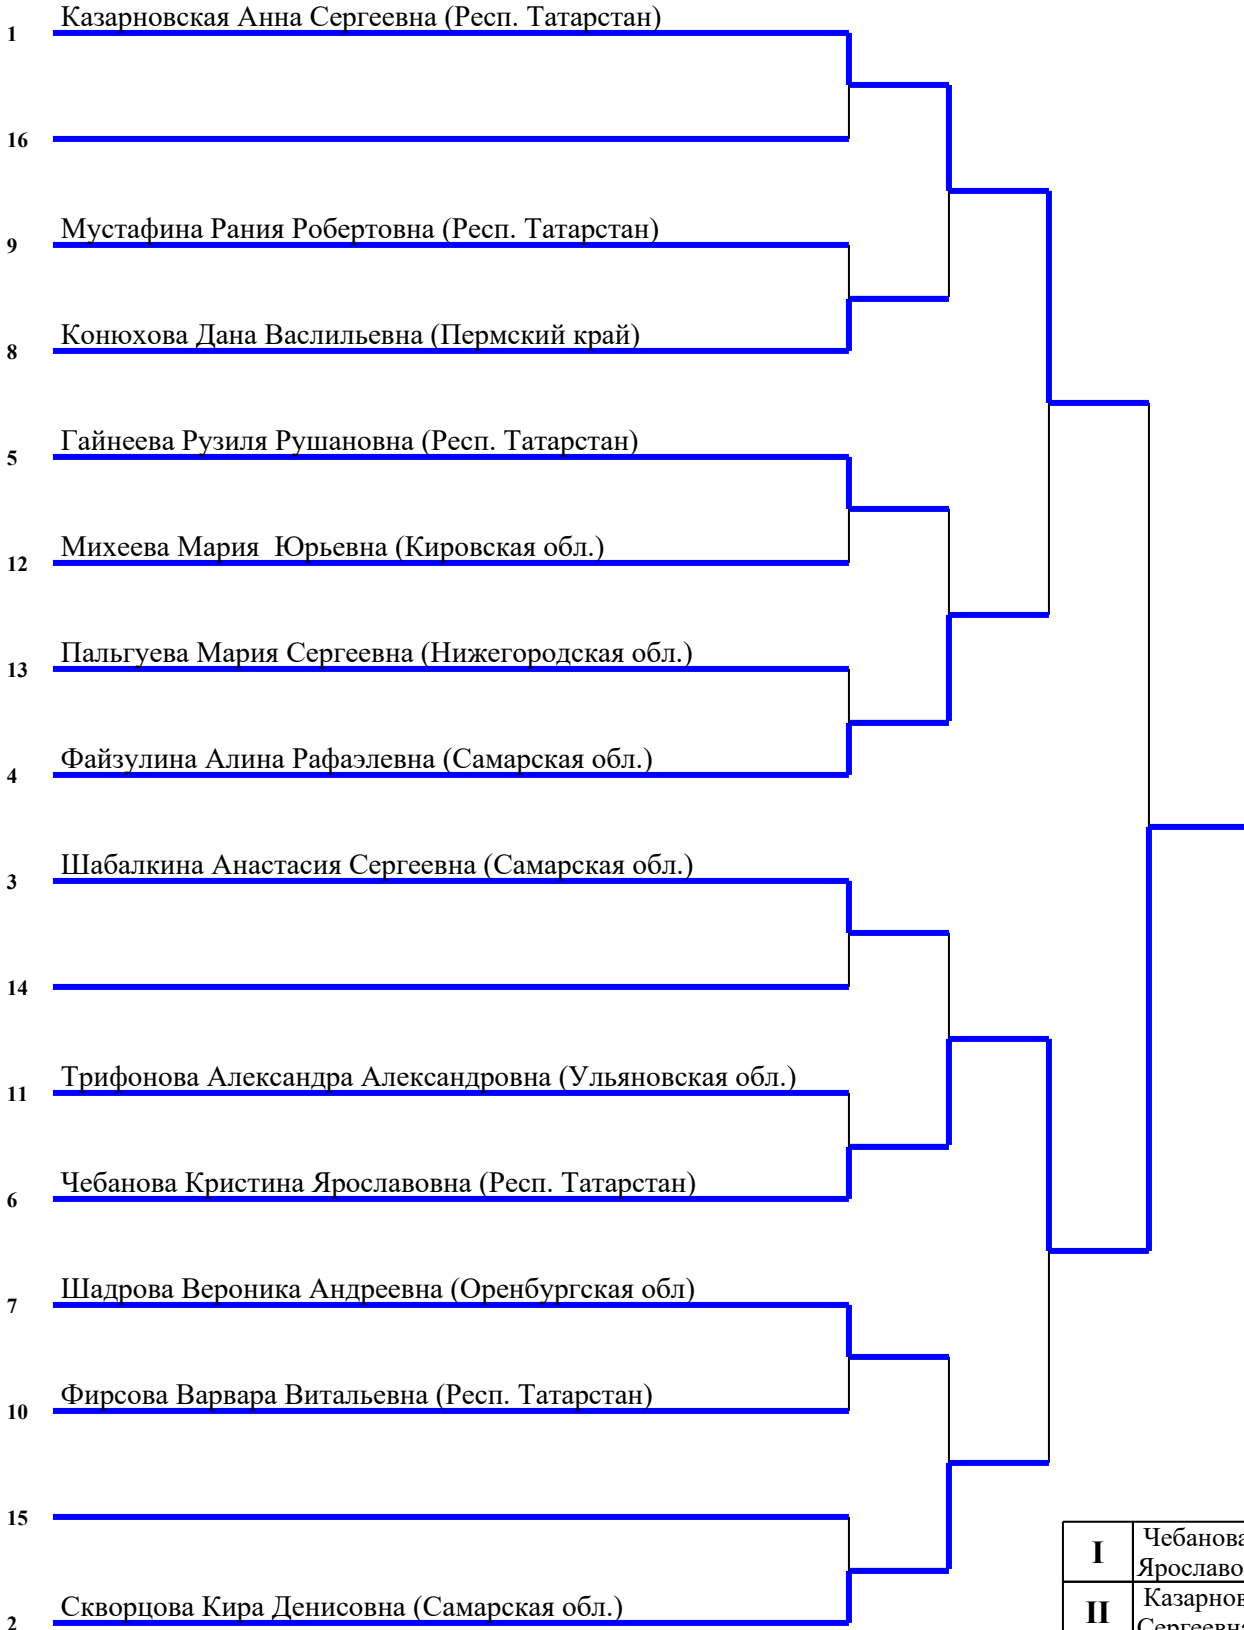 Казарновская Анна Сергеевна (Респ. Татарстан)
1
16
Мустафина Рания Робертовна (Респ. Татарстан)
9
Конюхова Дана Васлильевна (Пермский край)
8
Гайнеева Рузиля Рушановна (Респ. Татарстан)
5
Михеева Мария  Юрьевна (Кировская обл.)
12
Пальгуева Мария Сергеевна (Нижегородская обл.)
13
Файзулина Алина Рафаэлевна (Самарская обл.)
4
Шабалкина Анастасия Сергеевна (Самарская обл.)
3
14
Трифонова Александра Александровна (Ульяновская обл.)
11
Чебанова Кристина Ярославовна (Респ. Татарстан)
6
Шадрова Вероника Андреевна (Оренбургская обл)
7
Фирсова Варвара Витальевна (Респ. Татарстан)
10
15
Скворцова Кира Денисовна (Самарская обл.)
2
I
Чебанова
Ярославо
II
Казарнов
Сергеевна